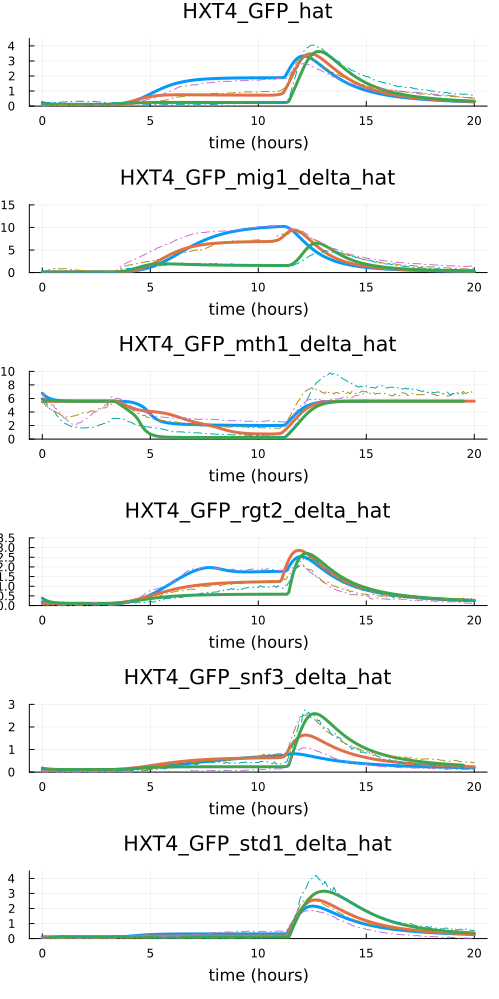 HXT4_GFP_hat
4
3
2
1
0
0 5 10 15 20
time (hours)
HXT4_GFP_mig1_delta_hat
15
10
5
0
0 5 10 15 20
time (hours)
HXT4_GFP_mth1_delta_hat
10
8
6
4
2
0
0 5 10 15 20
time (hours)
HXT4_GFP_rgt2_delta_hat
3.5
3.0
2.5
2.0
1.5
1.0
0.5
0.0
0 5 10 15 20
time (hours)
HXT4_GFP_snf3_delta_hat
3
2
1
0
0 5 10 15 20
time (hours)
HXT4_GFP_std1_delta_hat
4
3
2
1
0
0 5 10 15 20
time (hours)